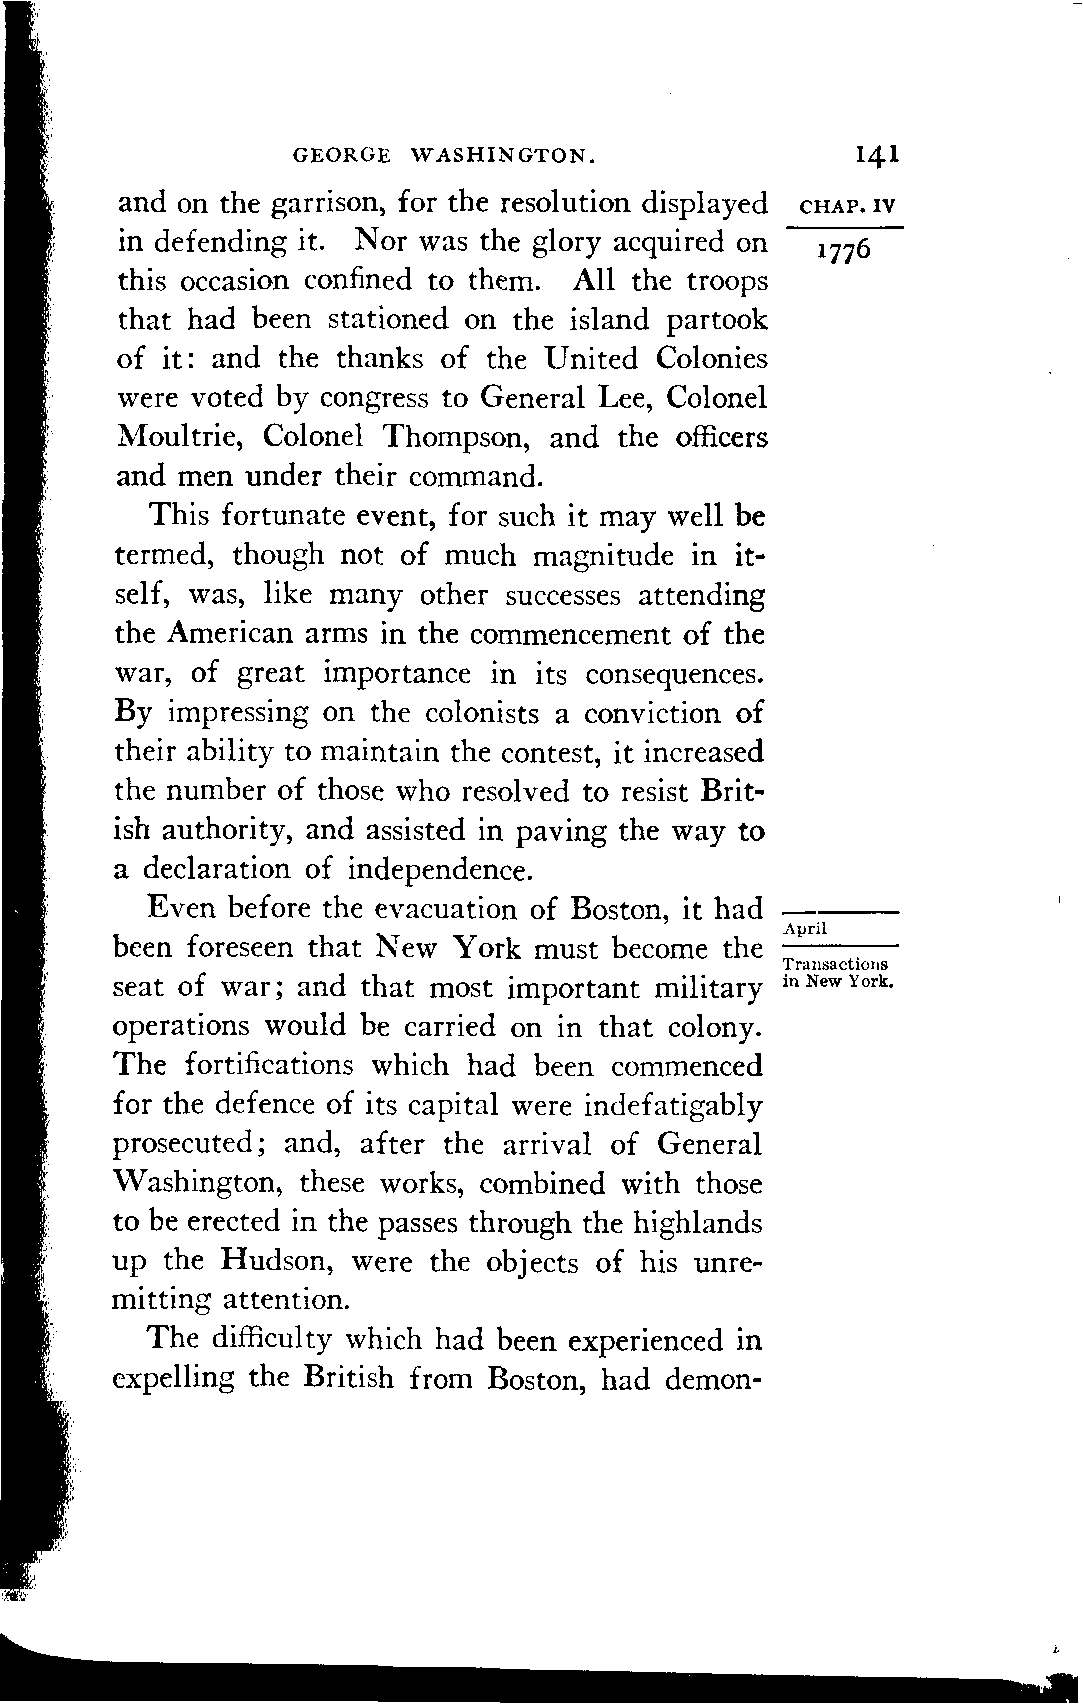 GEORGE WASHINGTON. 141
and on the garrison, for the resolution displayed CHAP. IV
in defending it. Nor was the glory acquired on 1776
this occasion confined to them. All the troops
that had been stationed on the island partook
of it: and the thanks of the United Colonies
were voted by congress to General Lee, Colonel
Moultrie, Colonel Thompson, and the officers
and men under their command.
This fortunate event, for such it may well be
termed, though not of much magnitude in it-
self, was, like many other successes attending
the American arms in the commencement of the
war, of great importance in its consequences.
By impressing on the colonists a conviction of
their ability to maintain the contest, it increased
the number of those who resolved to resist Brit-
ish authority, and assisted in paving the way to
a declaration of independence.
Even before the evacuation of Boston, it had
April
been foreseen that New York must become the
Transactions
seat of war; and that most important military in New York.
operations would be carried on in that colony.
The fortifications which had been commenced
for the defence of its capital were indefatigably
prosecuted; and, after the arrival of General
Washington, these works, combined with those
to be erected in the passes through the highlands
up the Hudson, were the objects of his unre-
mitting attention.
The difficulty which had been experienced in
expelling the British from Boston, had demon-